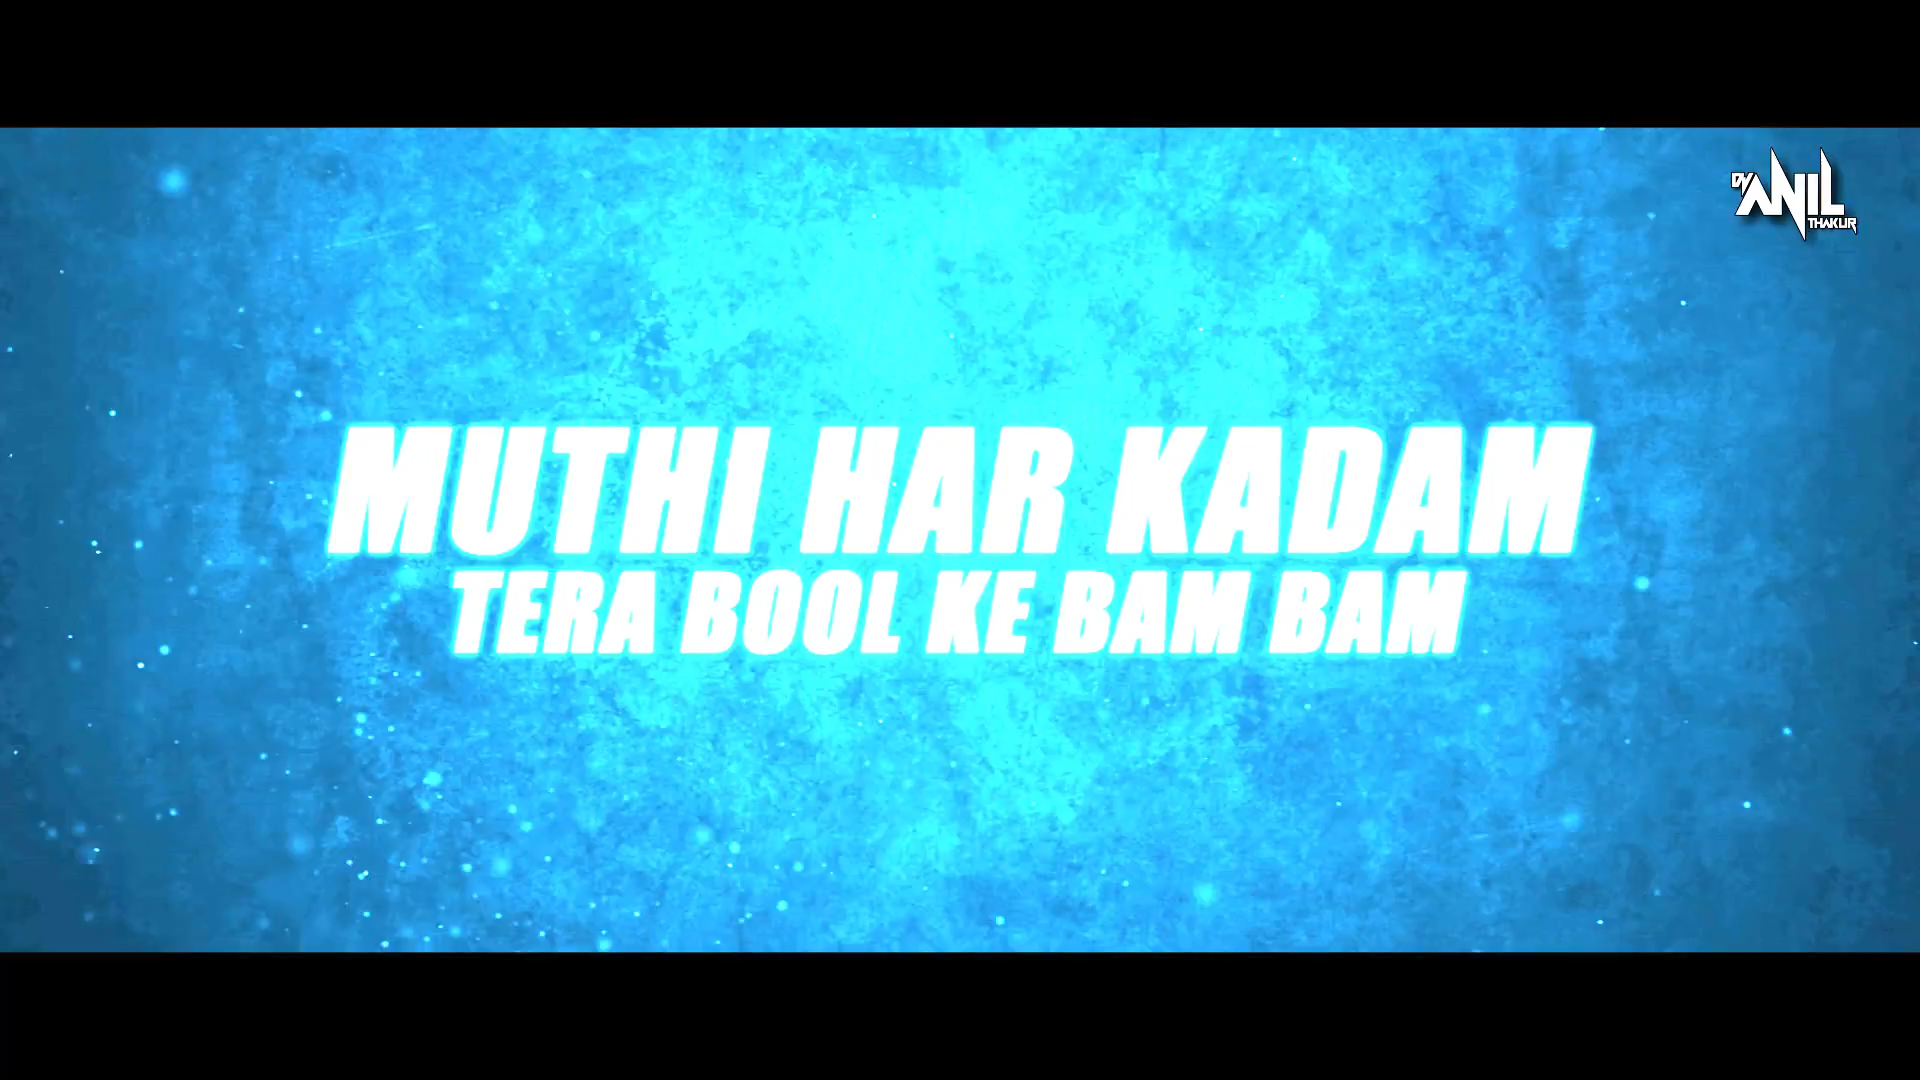 DJ
ANIL
THAKUR
MUTHI HAR KADAM
TERA BOOL KE BAM BAM